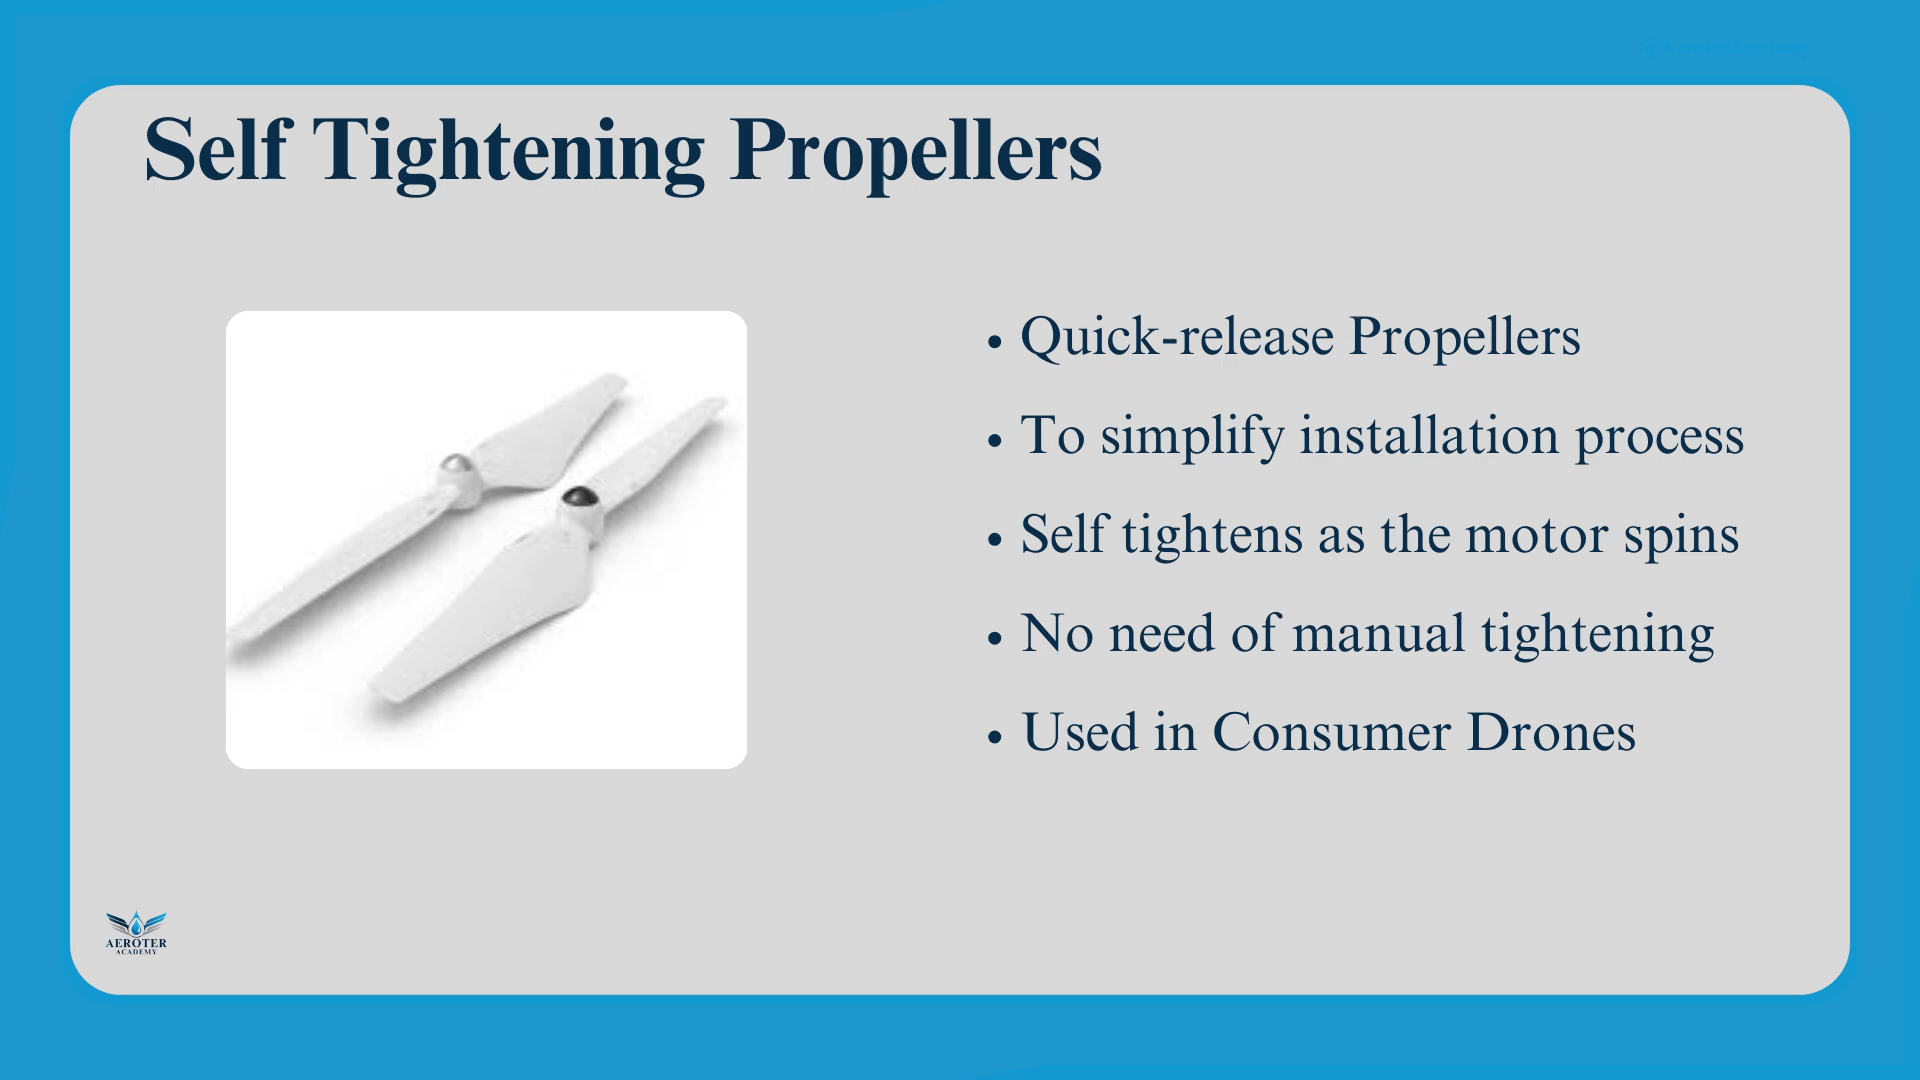 Self Tightening Propellers
• Quick-release Propellers
• To simplify installation process
• Self tightens as the motor spins
• No need of manual tightening
• Used in Consumer Drones
AEROTER
ACADEMY